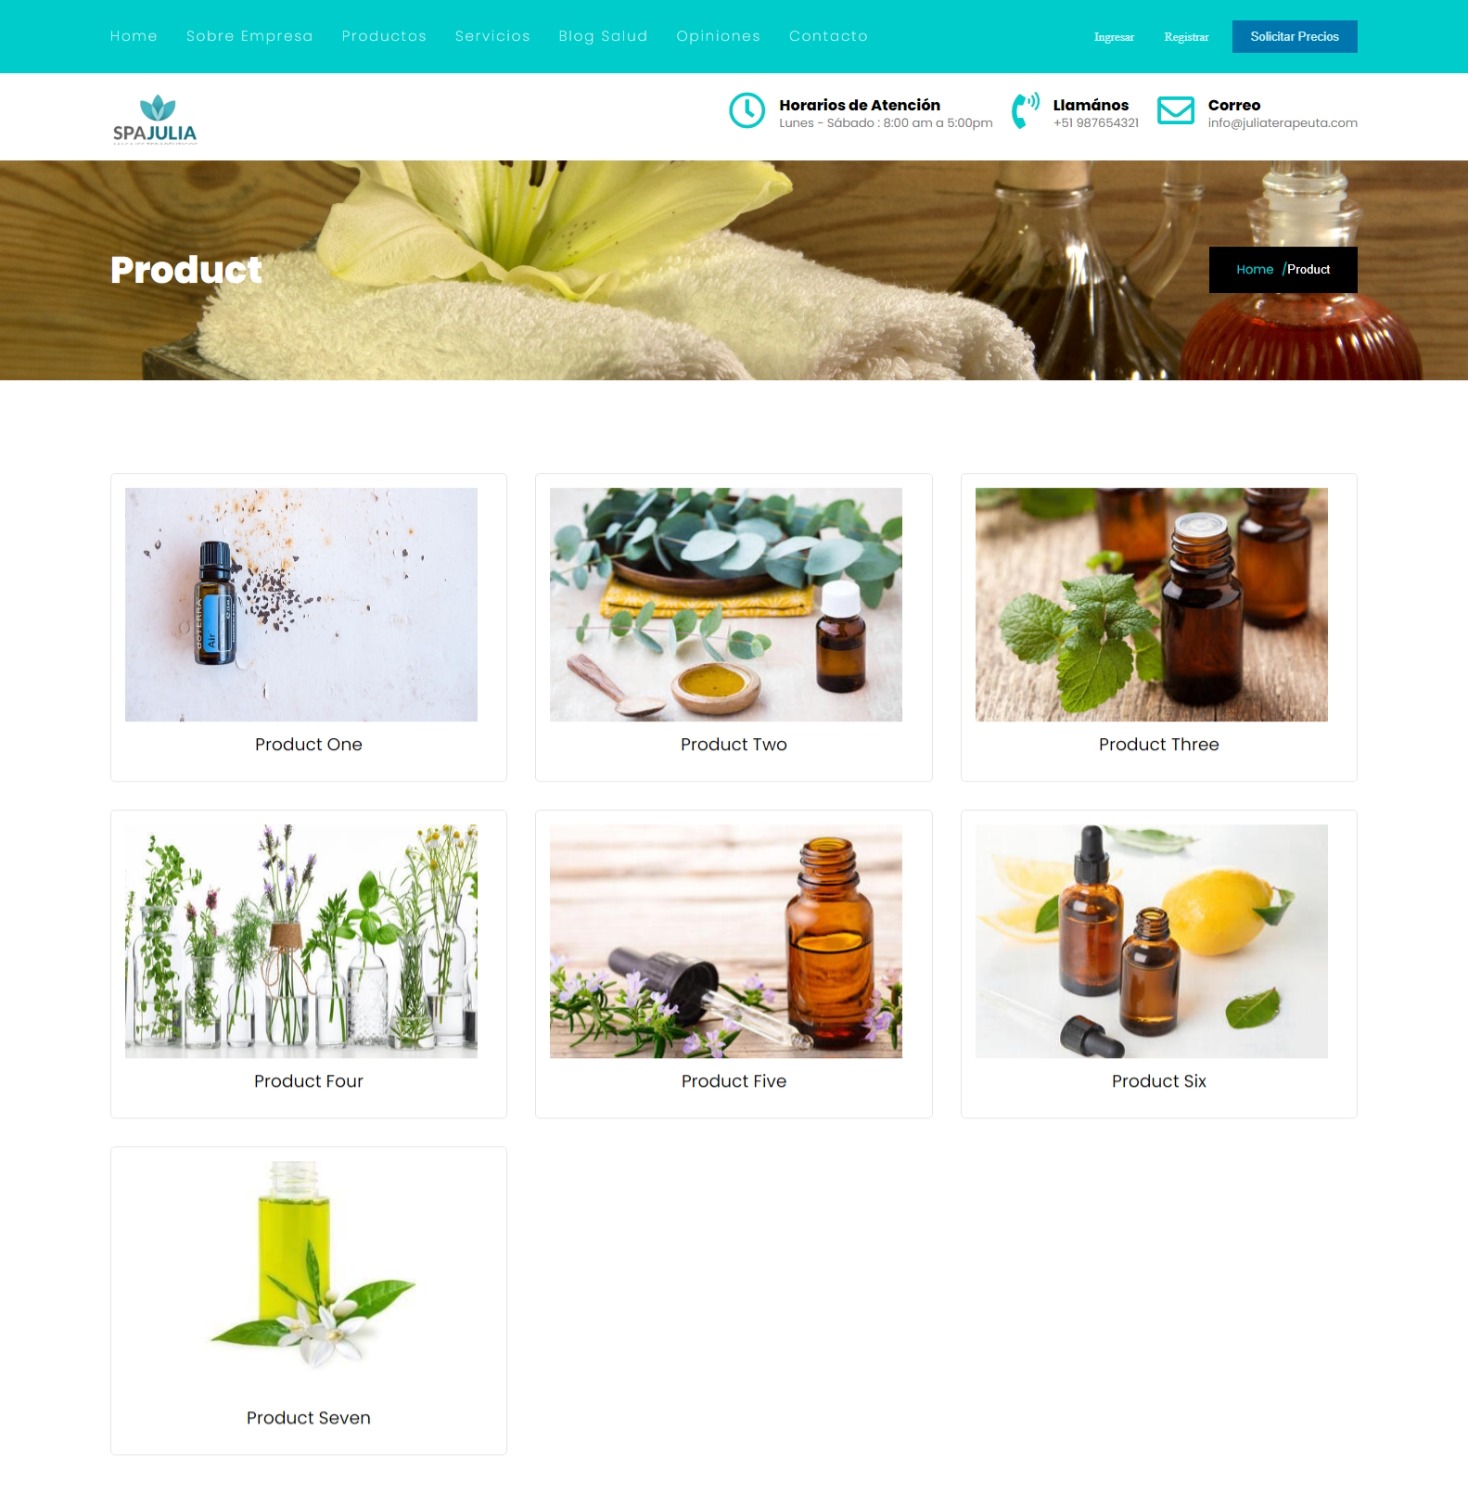 Home Sobre Empresa Productos Servicios Blog Salud Opiniones Contacto Ingresar Registrar Solicitar Precios
SPAJULIA
Horarios de Atención
Lunes - Sábado : 8:00 am a 5:00pm
Llamános
+51 987654321
Correo
info@juliaterapeuta.com
Product
Home /Product
doTERRA
Air
Product One
Product Two
Product Three
Product Four
Product Five
Product Six
Product Seven